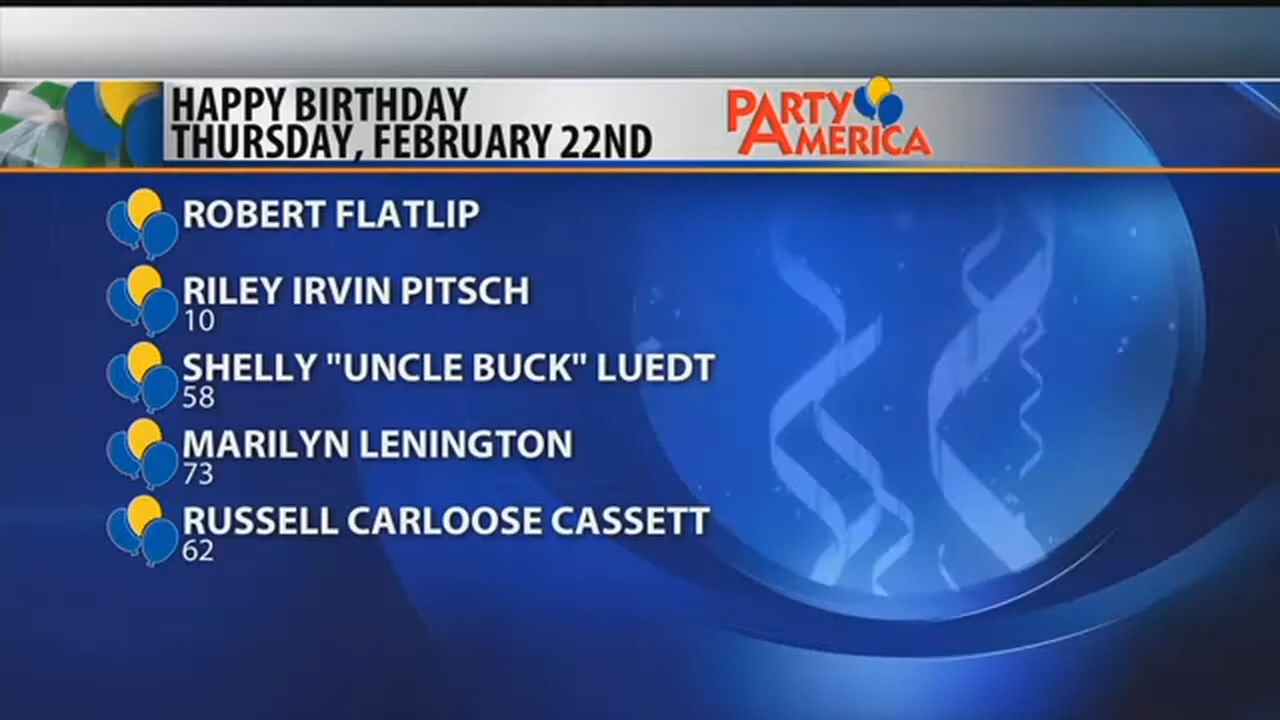 HAPPY BIRTHDAY
THURSDAY, FEBRUARY 22ND
PARTY
AMERICA
ROBERT FLATLIP
RILEY IRVIN PITSCH
10
SHELLY "UNCLE BUCK" LUEDT
58
MARILYN LENINGTON
73
RUSSELL CARLOOSE CASSETT
62